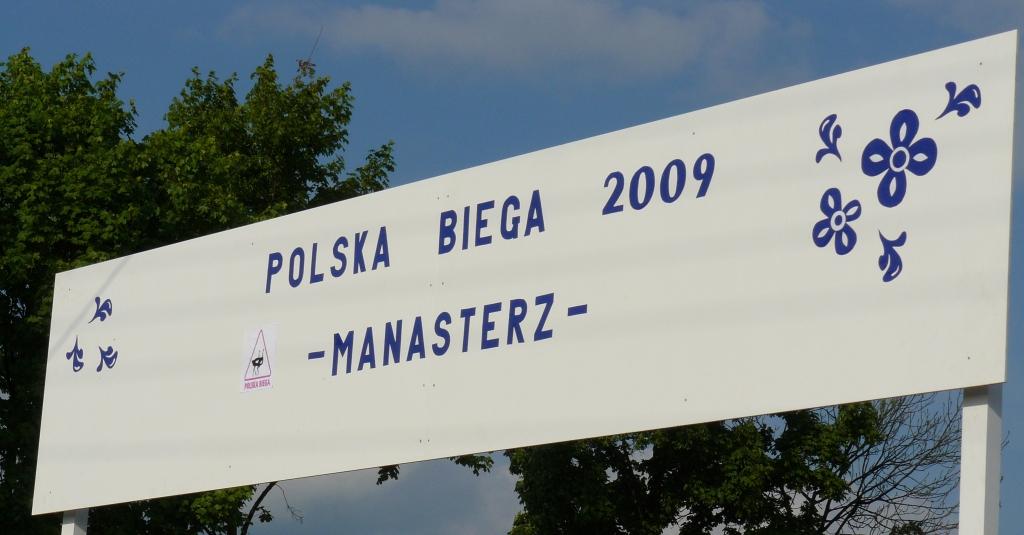 POLSKA BIEGA 2009
-MANASTERZ-
POLSKA BIEGA